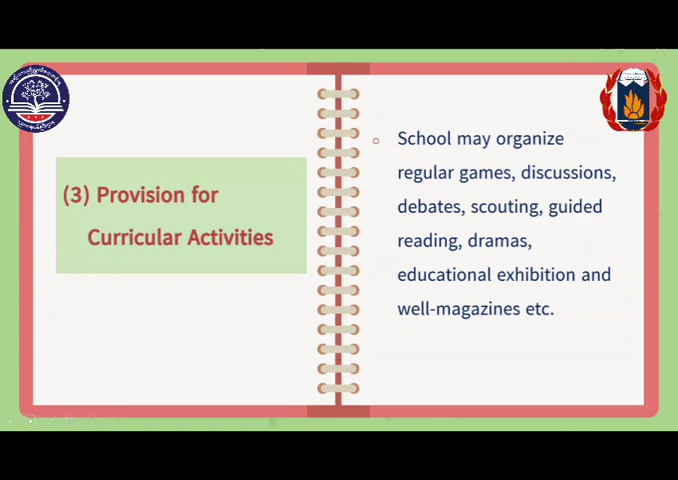 (3) Provision for
Curricular Activities
School may organize
regular games, discussions,
debates, scouting, guided
reading, dramas,
educational exhibition and
well-magazines etc.